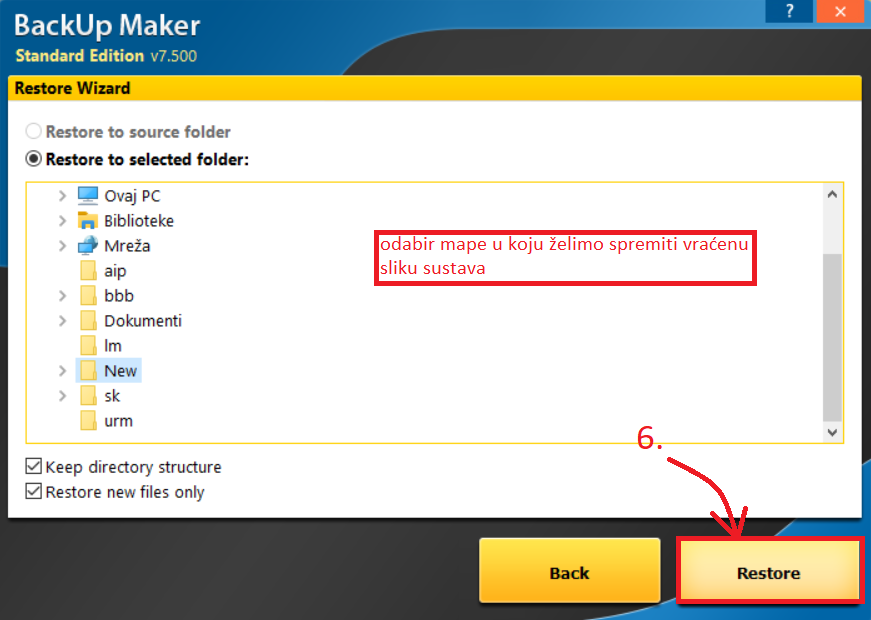 BackUp Maker
?
Standard Edition v7.500
Restore Wizard
Restore to source folder
Restore to selected folder:
Ovaj PC
Biblioteke
Mreža
aip
bbb
Dokumenti
lm
New
sk
urm
odabir mape u koju želimo spremiti vraćenu
sliku sustava
Keep directory structure
Restore new files only
6.
Back
Restore